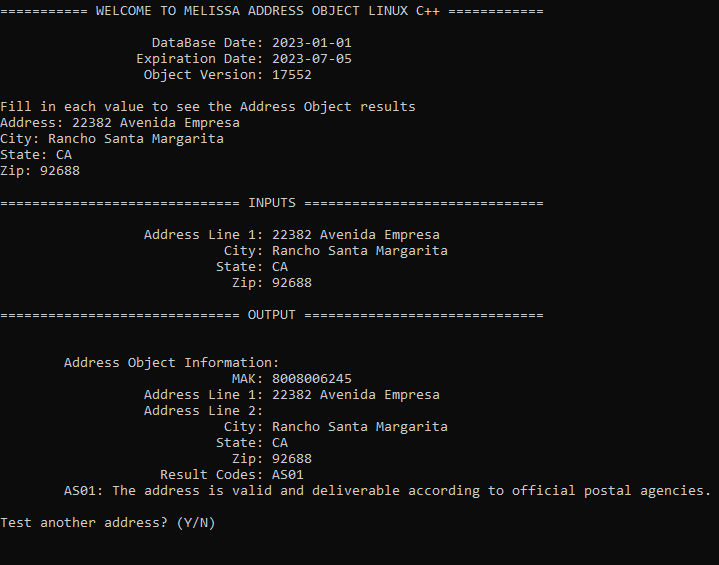 =========== WELCOME TO MELISSA ADDRESS OBJECT LINUX C++ ============
DataBase Date: 2023-01-01
Expiration Date: 2023-07-05
Object Version: 17552
Fill in each value to see the Address Object results
Address: 22382 Avenida Empresa
City: Rancho Santa Margarita
State: CA
Zip: 92688
============================== INPUTS ==============================
Address Line 1: 22382 Avenida Empresa
City: Rancho Santa Margarita
State: CA
Zip: 92688
============================== OUTPUT ==============================
Address Object Information:
MAK: 8008006245
Address Line 1: 22382 Avenida Empresa
Address Line 2:
City: Rancho Santa Margarita
State: CA
Zip: 92688
Result Codes: AS01
AS01: The address is valid and deliverable according to official postal agencies.
Test another address? (Y/N)